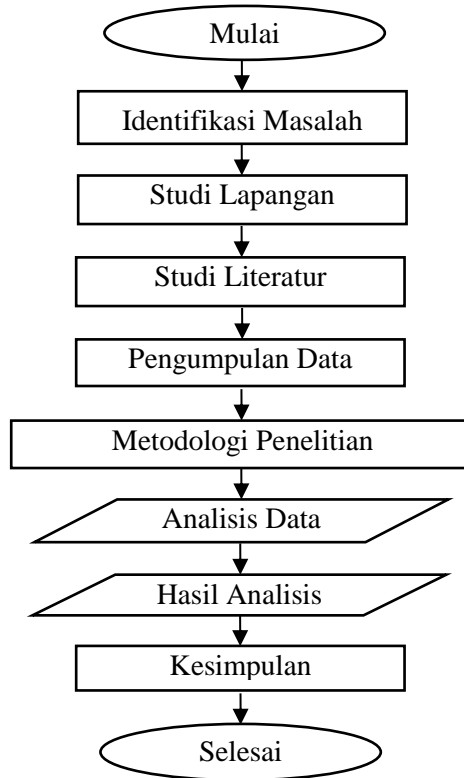 Mulai
Identifikasi Masalah
Studi Lapangan
Studi Literatur
Pengumpulan Data
Metodologi Penelitian
Analisis Data
Hasil Analisis
Kesimpulan
Selesai